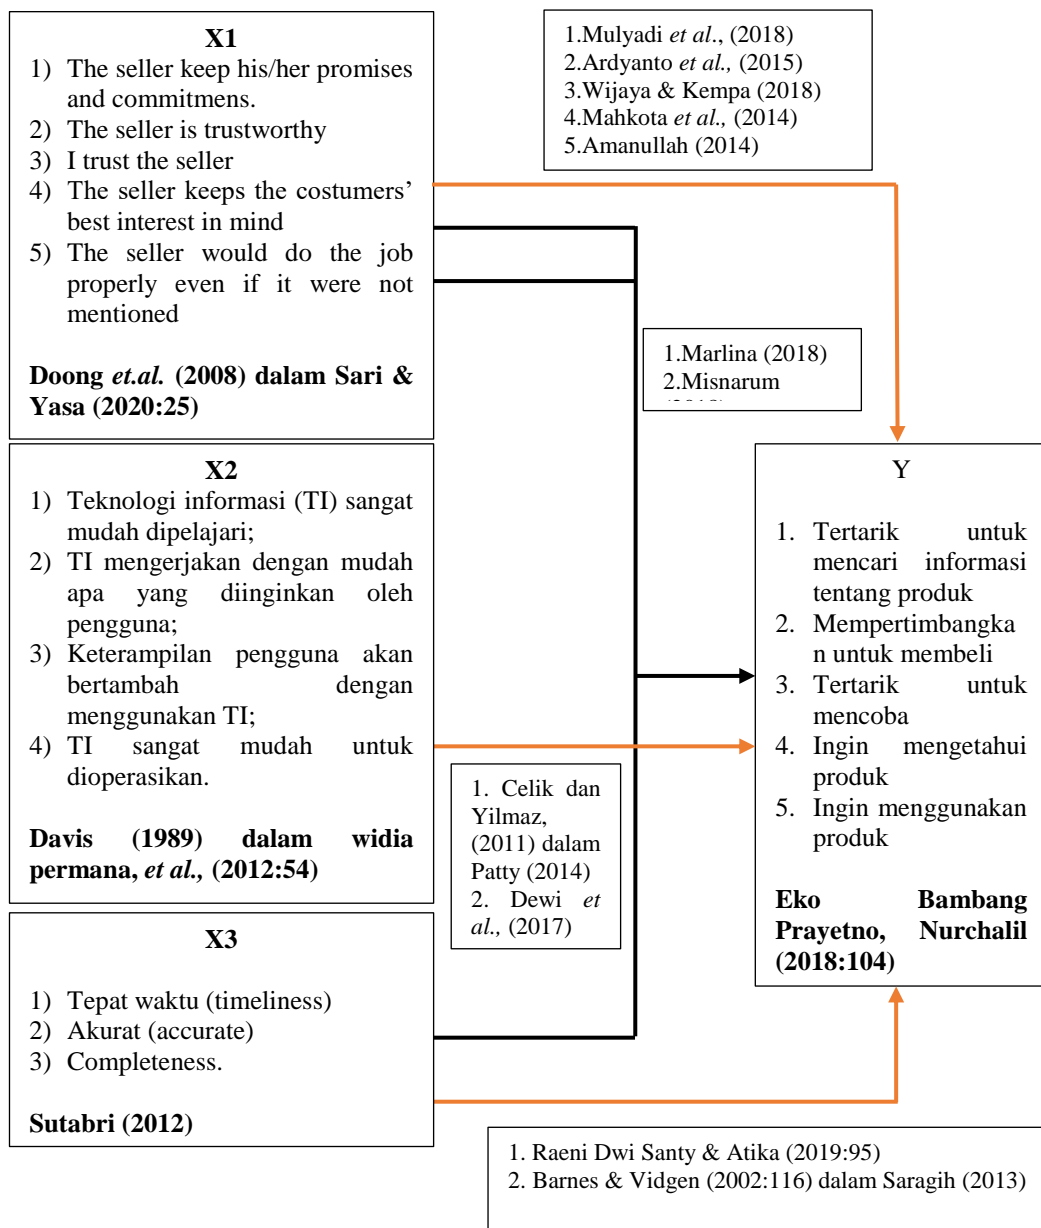 X1
1) The seller keep his/her promises
and commitmens.
2) The seller is trustworthy
3) I trust the seller
4) The seller keeps the costumers’
best interest in mind
5) The seller would do the job
properly even if it were not
mentioned
Doong et.al. (2008) dalam Sari &
Yasa (2020:25)
1.Mulyadi et al., (2018)
2.Ardyanto et al., (2015)
3.Wijaya & Kempa (2018)
4.Mahkota et al., (2014)
5.Amanullah (2014)
1.Marlina (2018)
2.Misnarum
X2
1) Teknologi informasi (TI) sangat
mudah dipelajari;
2) TI mengerjakan dengan mudah
apa yang diinginkan oleh
pengguna;
3) Keterampilan pengguna akan
bertambah dengan
menggunakan TI;
4) TI sangat mudah untuk
dioperasikan.
Davis (1989) dalam widia
permana, et al., (2012:54)
1. Celik dan
Yilmaz,
(2011) dalam
Patty (2014)
2. Dewi et
al., (2017)
Y
1. Tertarik untuk
mencari informasi
tentang produk
2. Mempertimbangka
n untuk membeli
3. Tertarik untuk
mencoba
4. Ingin mengetahui
produk
5. Ingin menggunakan
produk
Eko Bambang
Prayetno, Nurchalil
(2018:104)
X3
1) Tepat waktu (timeliness)
2) Akurat (accurate)
3) Completeness.
Sutabri (2012)
1. Raeni Dwi Santy & Atika (2019:95)
2. Barnes & Vidgen (2002:116) dalam Saragih (2013)